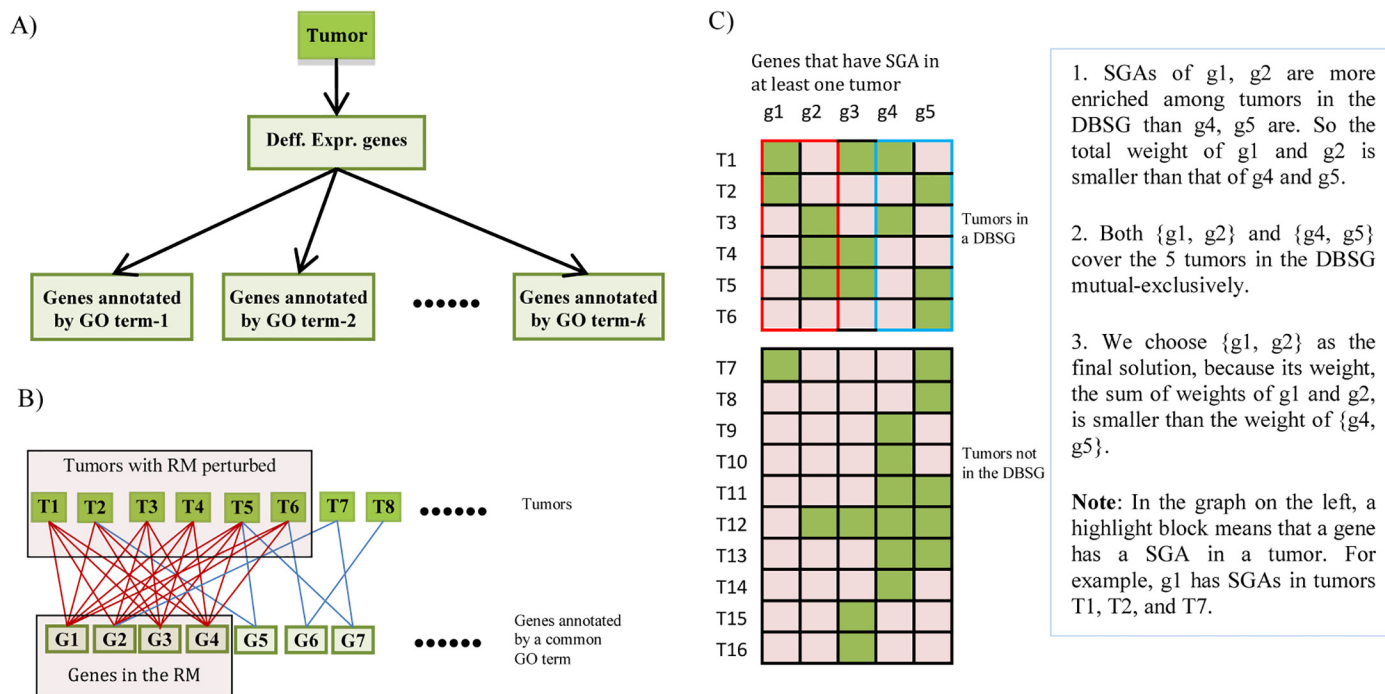 A)
Tumor
Deff. Expr. genes
Genes annotated
by GO term-1
Genes annotated
by GO term-2
Genes annotated
by GO term-k
B)
Tumors with RM perturbed
T1 T2 T3 T4 T5 T6 T7 T8
Tumors
G1 G2 G3 G4 G5 G6 G7
Genes annotated
by a common
GO term
Genes in the RM
C)
Genes that have SGA in
at least one tumor
g1 g2 g3 g4 g5
T1
T2
T3
T4
T5
T6
Tumors in
a DBSG
T7
T8
T9
T10
T11
T12
T13
T14
T15
T16
Tumors not
in the DBSG
1. SGAs of g1, g2 are more
enriched among tumors in the
DBSG than g4, g5 are. So the
total weight of g1 and g2 is
smaller than that of g4 and g5.
2. Both {g1, g2} and {g4, g5}
cover the 5 tumors in the DBSG
mutual-exclusively.
3. We choose {g1, g2} as the
final solution, because its weight,
the sum of weights of g1 and g2,
is smaller than the weight of {g4,
g5}.
Note: In the graph on the left, a
highlight block means that a gene
has a SGA in a tumor. For
example, g1 has SGAs in tumors
T1, T2, and T7.